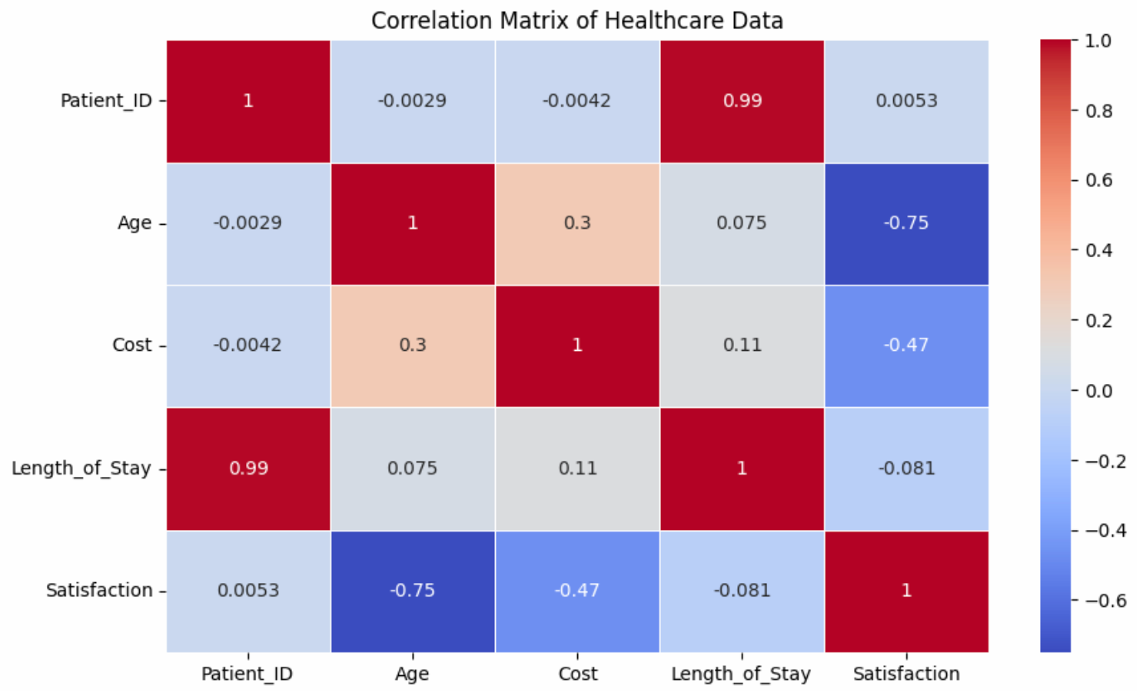 Correlation Matrix of Healthcare Data
Patient_ID 1 -0.0029 -0.0042 0.99 0.0053
Age -0.0029 1 0.3 0.075 -0.75
Cost -0.0042 0.3 1 0.11 -0.47
Length_of_Stay 0.99 0.075 0.11 1 -0.081
Satisfaction 0.0053 -0.75 -0.47 -0.081 1
Patient_ID Age Cost Length_of_Stay Satisfaction
1.0
0.8
0.6
0.4
0.2
0.0
−0.2
−0.4
−0.6